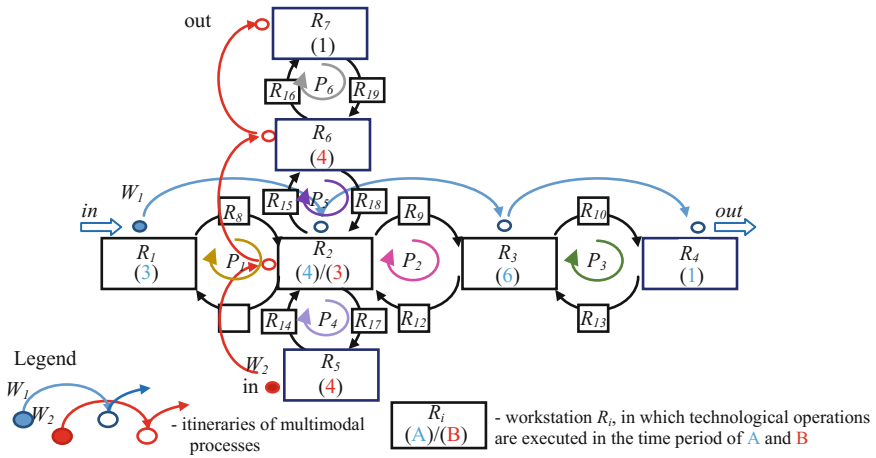 out
R7
(1)
R16
P6
R19
R6
(4)
W1
R15
P5
R18
in
R8
R9
R10
out
R1
(3)
P1
R2
(4)/(3)
P2
R3
(6)
P3
R4
(1)
R14
P4
R17
R12
R13
W2
in
R5
(4)
Legend
W1
W2
- itineraries of multimodal
processes
Ri
(A)/(B)
- workstation Ri, in which technological operations
are executed in the time period of A and B